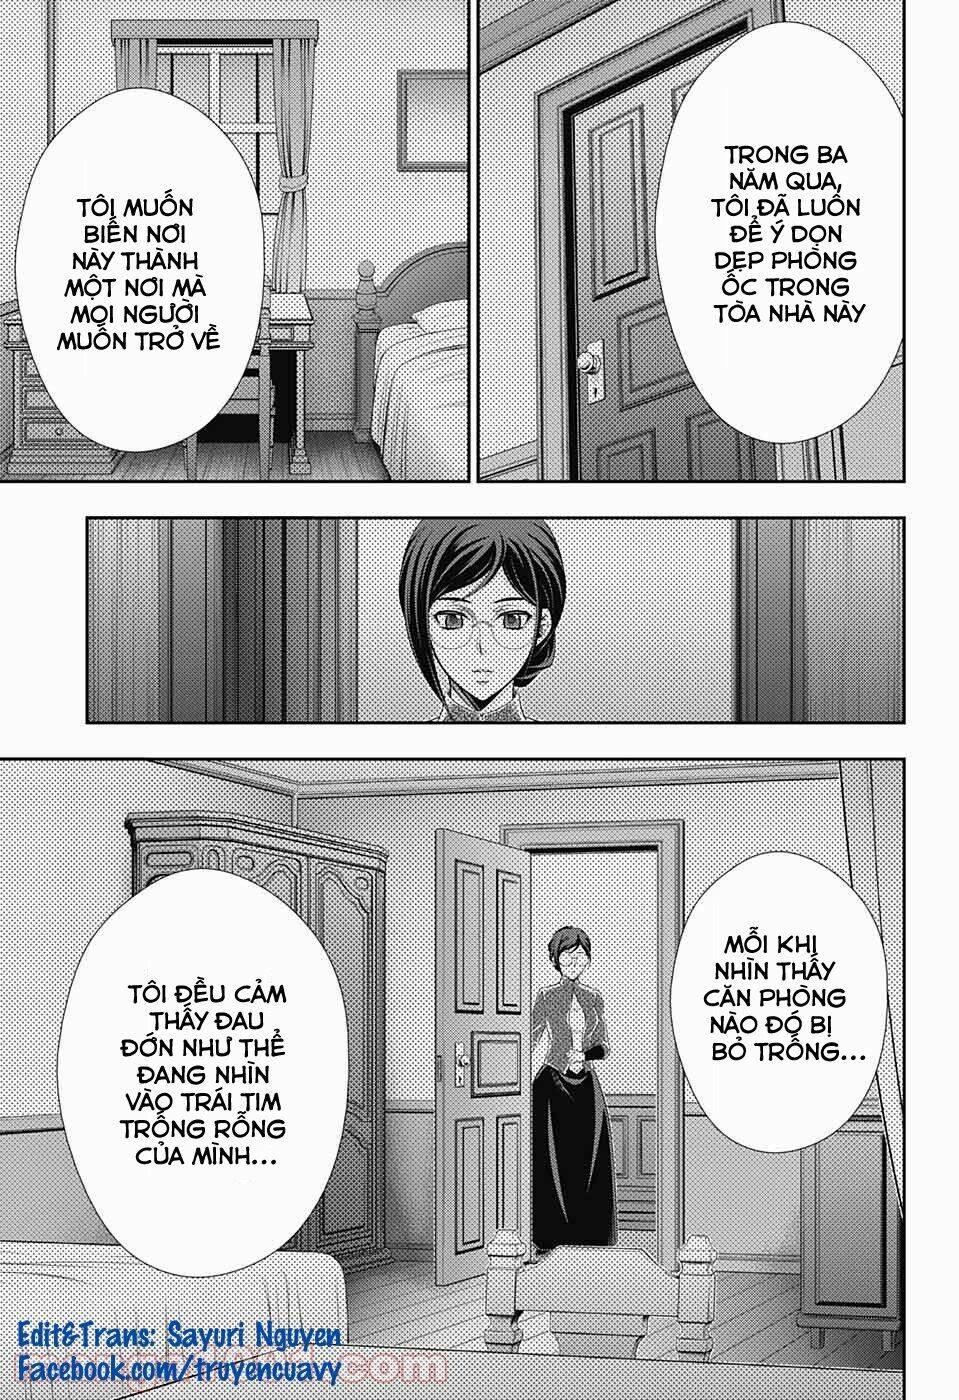 TRONG BA
NĂM QUA,
TÔI ĐÃ LUÔN
ĐỂ Ý DỌN
DẸP PHÒNG
ỐC TRONG
TÒA NHÀ NÀY
TÔI MUỐN
BIẾN NƠI
NÀY THÀNH
MỘT NƠI MÀ
MỌI NGƯỜI
MUỐN TRỞ VỀ
MỖI KHI
NHÌN THẤY
CĂN PHÒNG
NÀO ĐÓ BỊ
BỎ TRỐNG...
TÔI ĐỀU CẢM
THẤY ĐAU
ĐỚN NHƯ THỂ
ĐANG NHÌN
VÀO TRÁI TIM
TRỐNG RỖNG
CỦA MÌNH...
Edit&Trans: Sayuri Nguyen
Facebook.com/truyencuavy